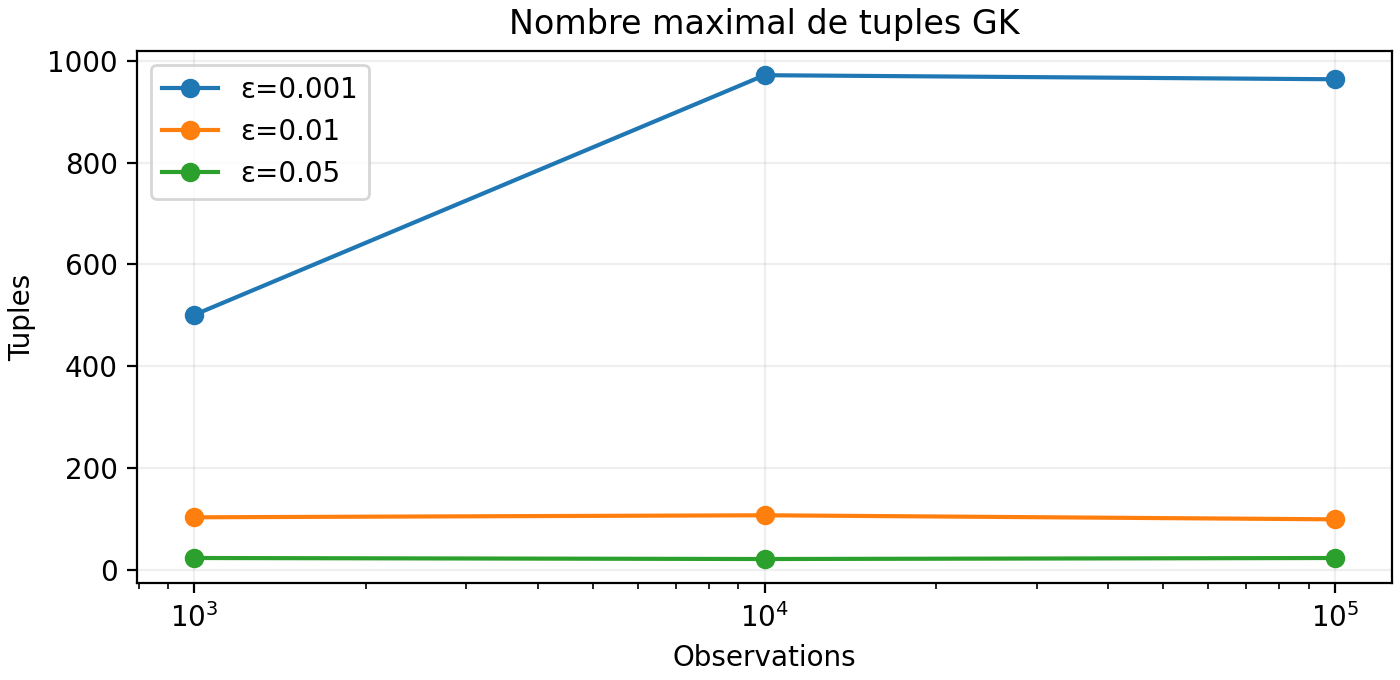 Nombre maximal de tuples GK
1000
800
600
400
200
0
Tuples
ε=0.001
ε=0.01
ε=0.05
10³
10⁴
10⁵
Observations